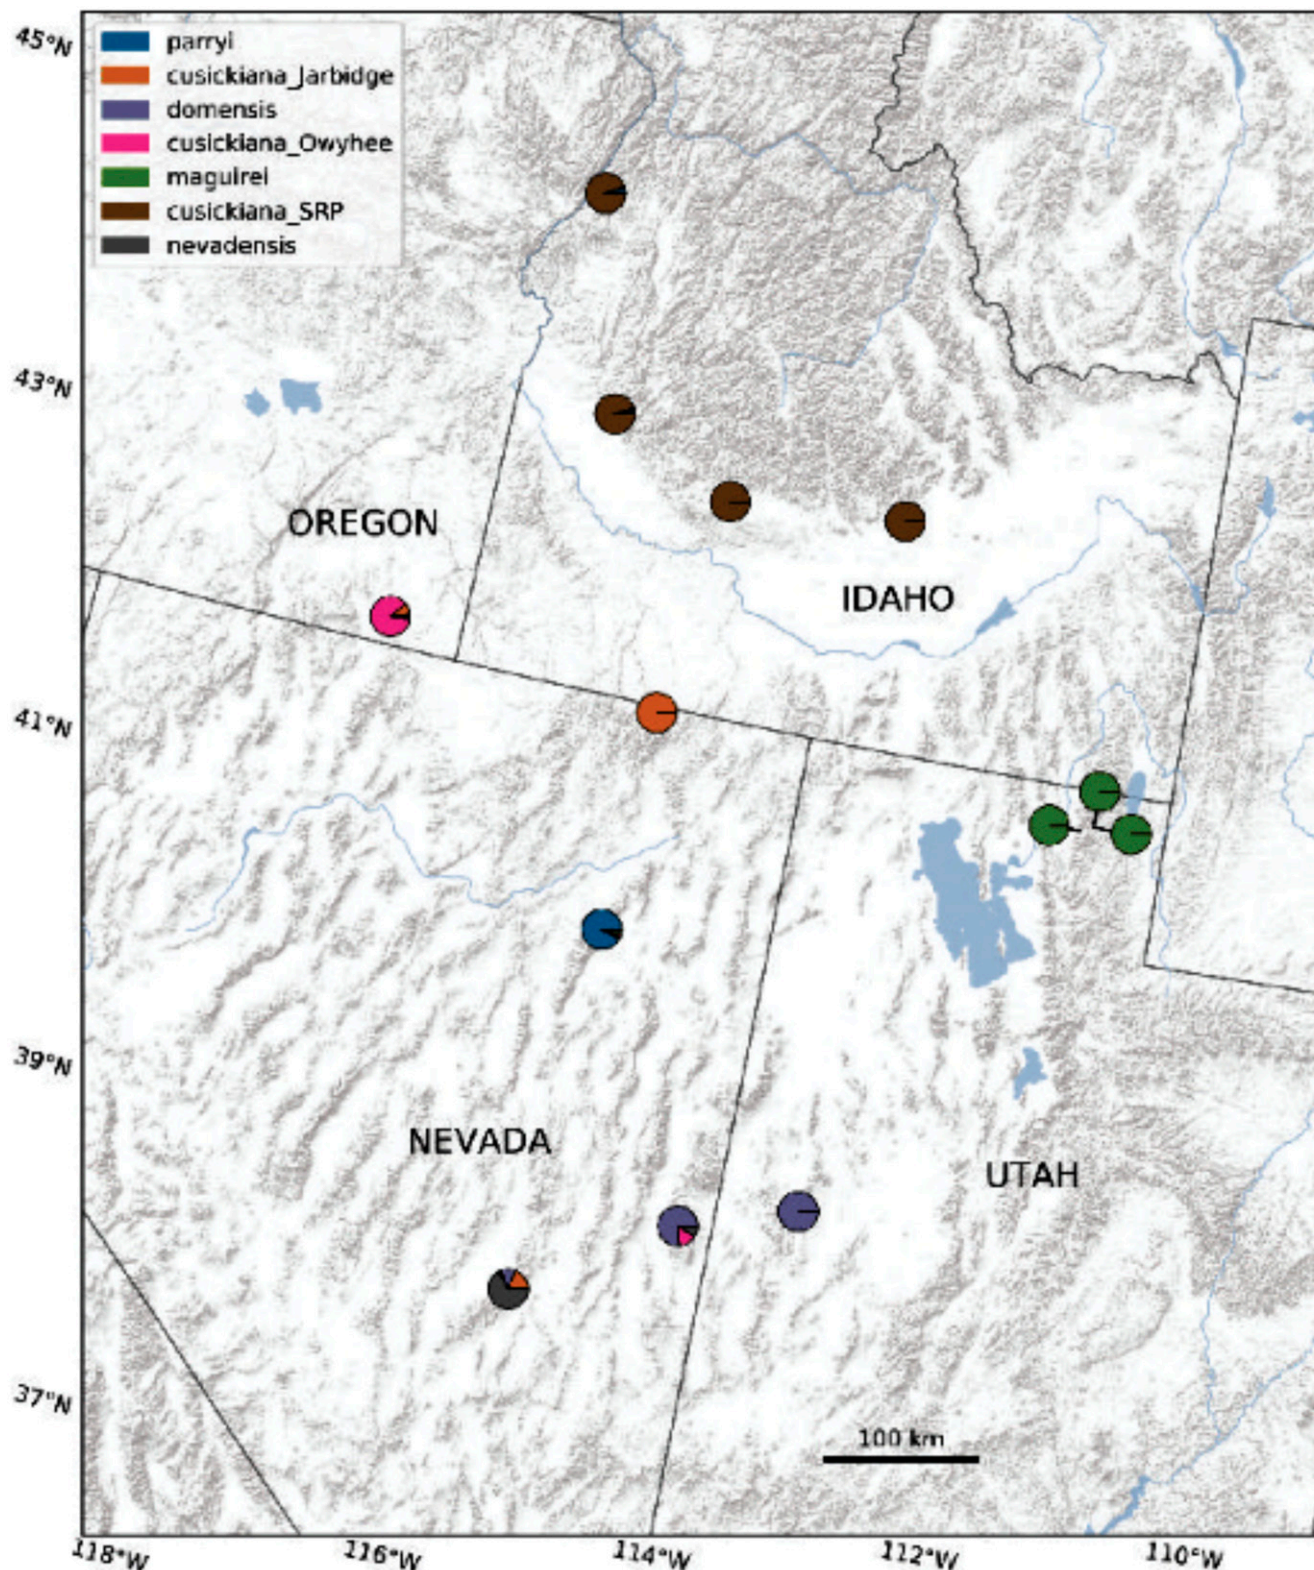 45°N
parryi
cusickiana_Jarbidge
domensis
cusickiana_Owyhee
maguirei
cusickiana_SRP
nevadensis
43°N
OREGON
IDAHO
41°N
39°N
NEVADA
UTAH
37°N
100 km
118°W
116°W
114°W
112°W
110°W